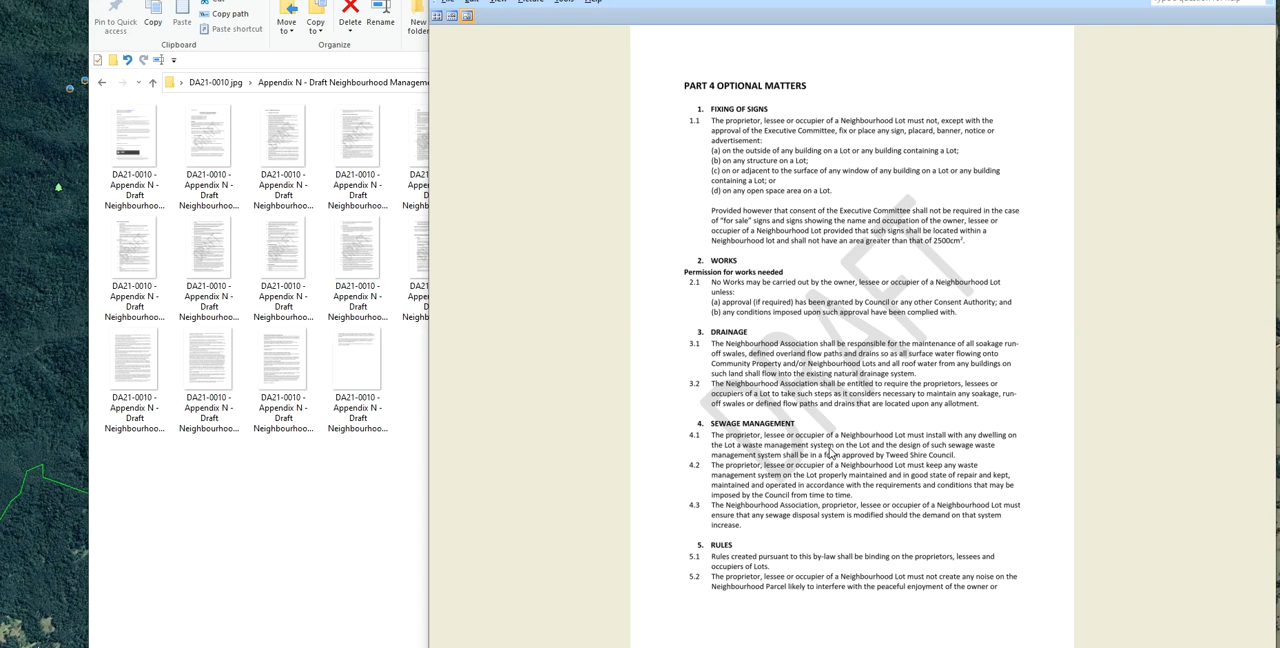 Pin to Quick access
Copy
Paste
Cut
Copy path
Paste shortcut
Clipboard
Move to
Copy to
Delete
Rename
New
Organize
DA21-0010 jpg > Appendix N - Draft Neighbourhood Manageme
DA21-0010 - Appendix N - Draft Neighbourhoo...
DA21-0010 - Appendix N - Draft Neighbourhoo...
DA21-0010 - Appendix N - Draft Neighbourhoo...
DA21-0010 - Appendix N - Draft Neighbourhoo...
DA21-0010 - Appendix N - Draft Neighbourhoo...
DA21-0010 - Appendix N - Draft Neighbourhoo...
DA21-0010 - Appendix N - Draft Neighbourhoo...
DA21-0010 - Appendix N - Draft Neighbourhoo...
DA21-0010 - Appendix N - Draft Neighbourhoo...
DA21-0010 - Appendix N - Draft Neighbourhoo...
DA21-0010 - Appendix N - Draft Neighbourhoo...
DA21-0010 - Appendix N - Draft Neighbourhoo...
PART 4 OPTIONAL MATTERS
1. FIXING OF SIGNS
1.1 The proprietor, lessee or occupier of a Neighbourhood Lot must not, except with the
approval of the Executive Committee, fix or place any sign, placard, banner, notice or
advertisement:
(a) on the outside of any building on a Lot or any building containing a Lot;
(b) on any structure on a Lot;
(c) on or adjacent to the surface of any window of any building on a Lot or any building
containing a Lot; or
(d) on any open space area on a Lot.
Provided however that consent of the Executive Committee shall not be required in the case
of "for sale" signs and signs showing the name and occupation of the owner, lessee or
occupier of a Neighbourhood Lot provided that such signs shall be located within a
Neighbourhood lot and shall not have an area greater than that of 2500cm².
2. WORKS
Permission for works needed
2.1 No Works may be carried out by the owner, lessee or occupier of a Neighbourhood Lot
unless:
(a) approval (if required) has been granted by Council or any other Consent Authority; and
(b) any conditions imposed upon such approval have been complied with.
3. DRAINAGE
3.1 The Neighbourhood Association shall be responsible for the maintenance of all soakage run-
off swales, defined overland flow paths and drains so as all surface water flowing onto
Community Property and/or Neighbourhood Lots and all roof water from any buildings on
such land shall flow into the existing natural drainage system.
3.2 The Neighbourhood Association shall be entitled to require the proprietors, lessees or
occupiers of a Lot to take such steps as it considers necessary to maintain any soakage, run-
off swales or defined flow paths and drains that are located upon any allotment.
4. SEWAGE MANAGEMENT
4.1 The proprietor, lessee or occupier of a Neighbourhood Lot must install with any dwelling on
the Lot a waste management system on the Lot and the design of such sewage waste
management system shall be in a form approved by Tweed Shire Council.
4.2 The proprietor, lessee or occupier of a Neighbourhood Lot must keep any waste
management system on the Lot properly maintained and in good state of repair and kept,
maintained and operated in accordance with the requirements and conditions that may be
imposed by the Council from time to time.
4.3 The Neighbourhood Association, proprietor, lessee or occupier of a Neighbourhood Lot must
ensure that any sewage disposal system is modified should the demand on that system
increase.
5. RULES
5.1 Rules created pursuant to this by-law shall be binding on the proprietors, lessees and
occupiers of Lots.
5.2 The proprietor, lessee or occupier of a Neighbourhood Lot must not create any noise on the
Neighbourhood Parcel likely to interfere with the peaceful enjoyment of the owner or
DRAFT